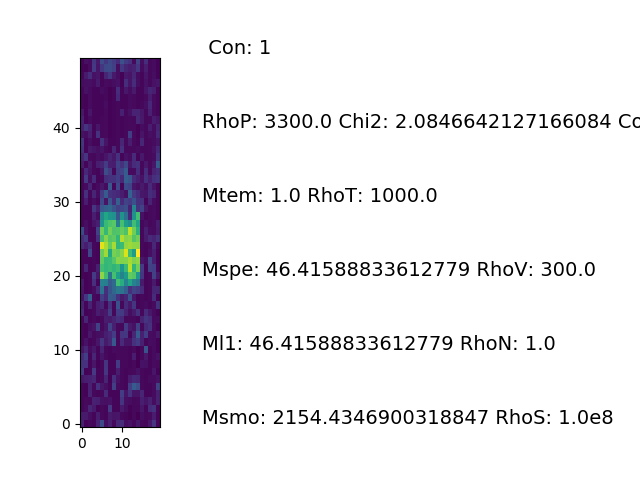 Con: 1
RhoP: 3300.0 Chi2: 2.0846642127166084 Co
Mtem: 1.0 RhoT: 1000.0
Mspe: 46.41588833612779 RhoV: 300.0
Ml1: 46.41588833612779 RhoN: 1.0
Msmo: 2154.4346900318847 RhoS: 1.0e8
40
30
20
10
0
0 10